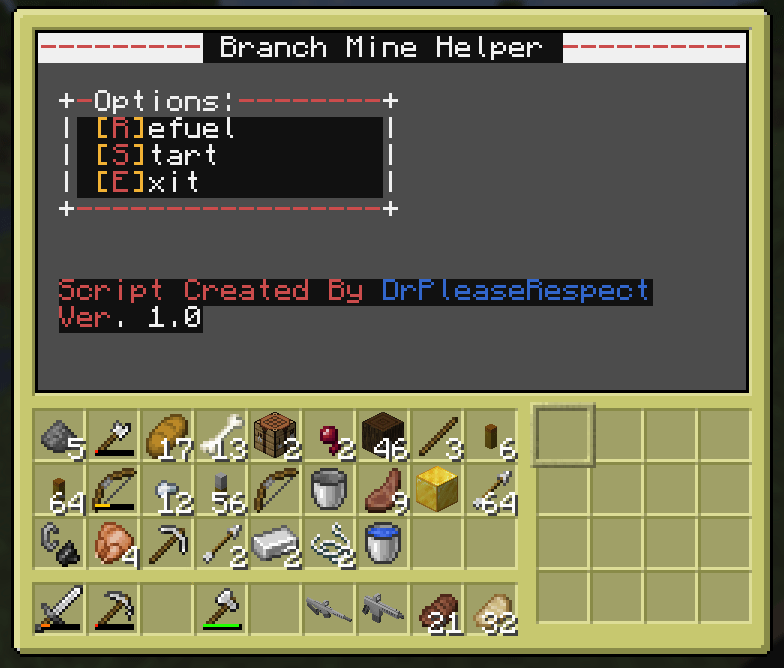 Branch Mine Helper
Options:
[R]efuel
[S]tart
[E]xit
Script Created By DrPleaseRespect
Ver. 1.0
5 17 13 2 2 46 3 6
64 12 56 9 64
4 2 2 2
21 32